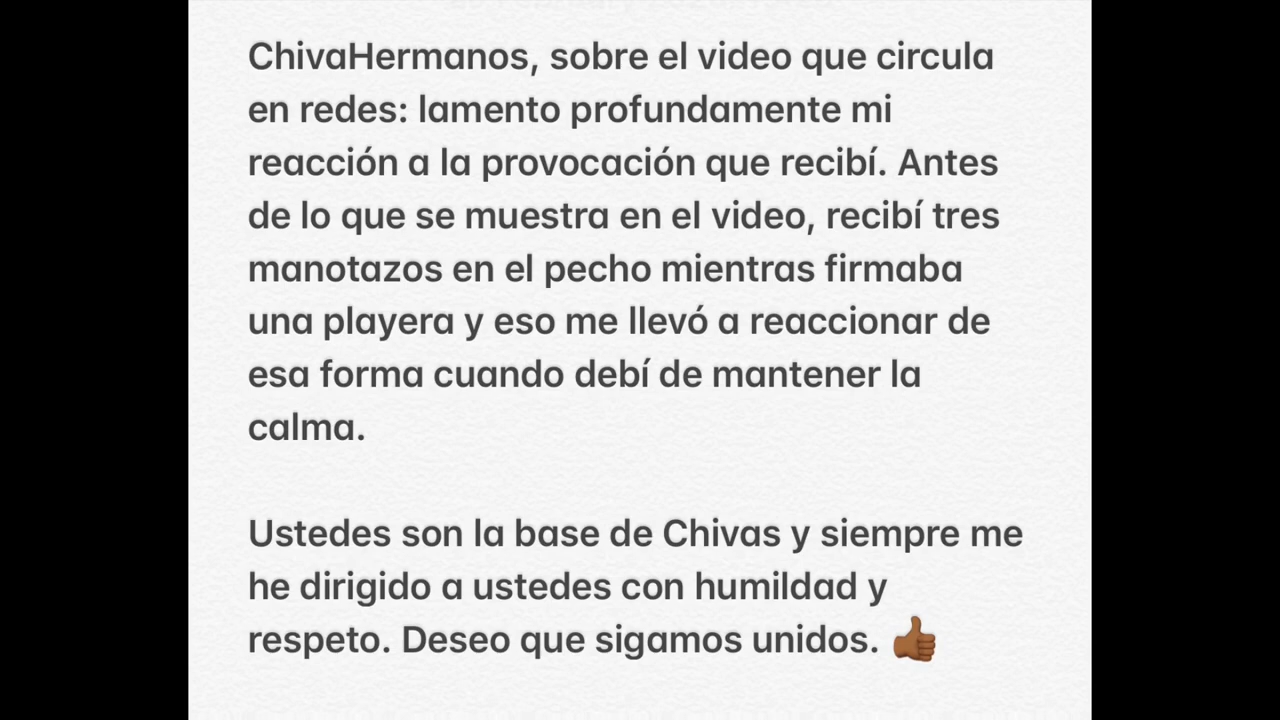 ChivaHermanos, sobre el video que circula
en redes: lamento profundamente mi
reacción a la provocación que recibí. Antes
de lo que se muestra en el video, recibí tres
manotazos en el pecho mientras firmaba
una playera y eso me llevó a reaccionar de
esa forma cuando debí de mantener la
calma.
Ustedes son la base de Chivas y siempre me
he dirigido a ustedes con humildad y
respeto. Deseo que sigamos unidos. 👍🏾